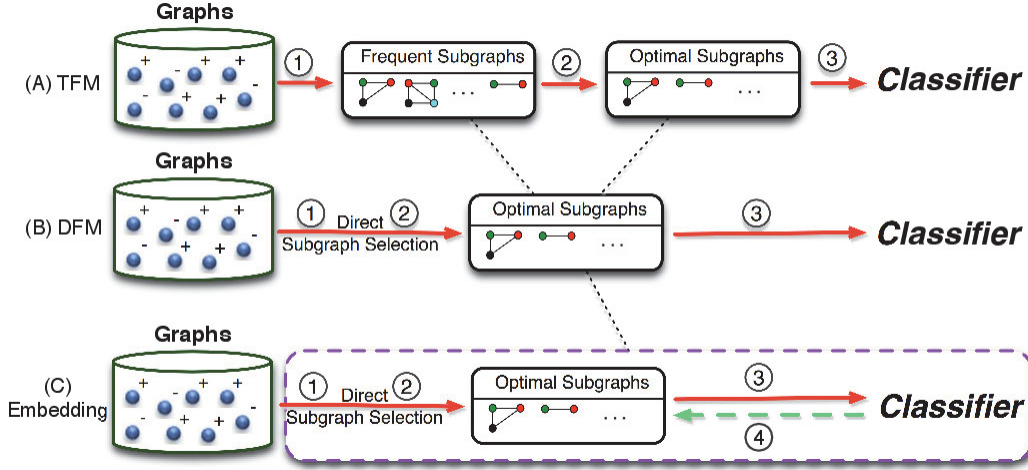 Graphs
(A) TFM
1
Frequent Subgraphs
...
2
Optimal Subgraphs
...
3
Classifier
Graphs
(B) DFM
1 Direct 2
Subgraph Selection
Optimal Subgraphs
...
3
Classifier
Graphs
(C)
Embedding
1 Direct 2
Subgraph Selection
Optimal Subgraphs
...
3
4
Classifier